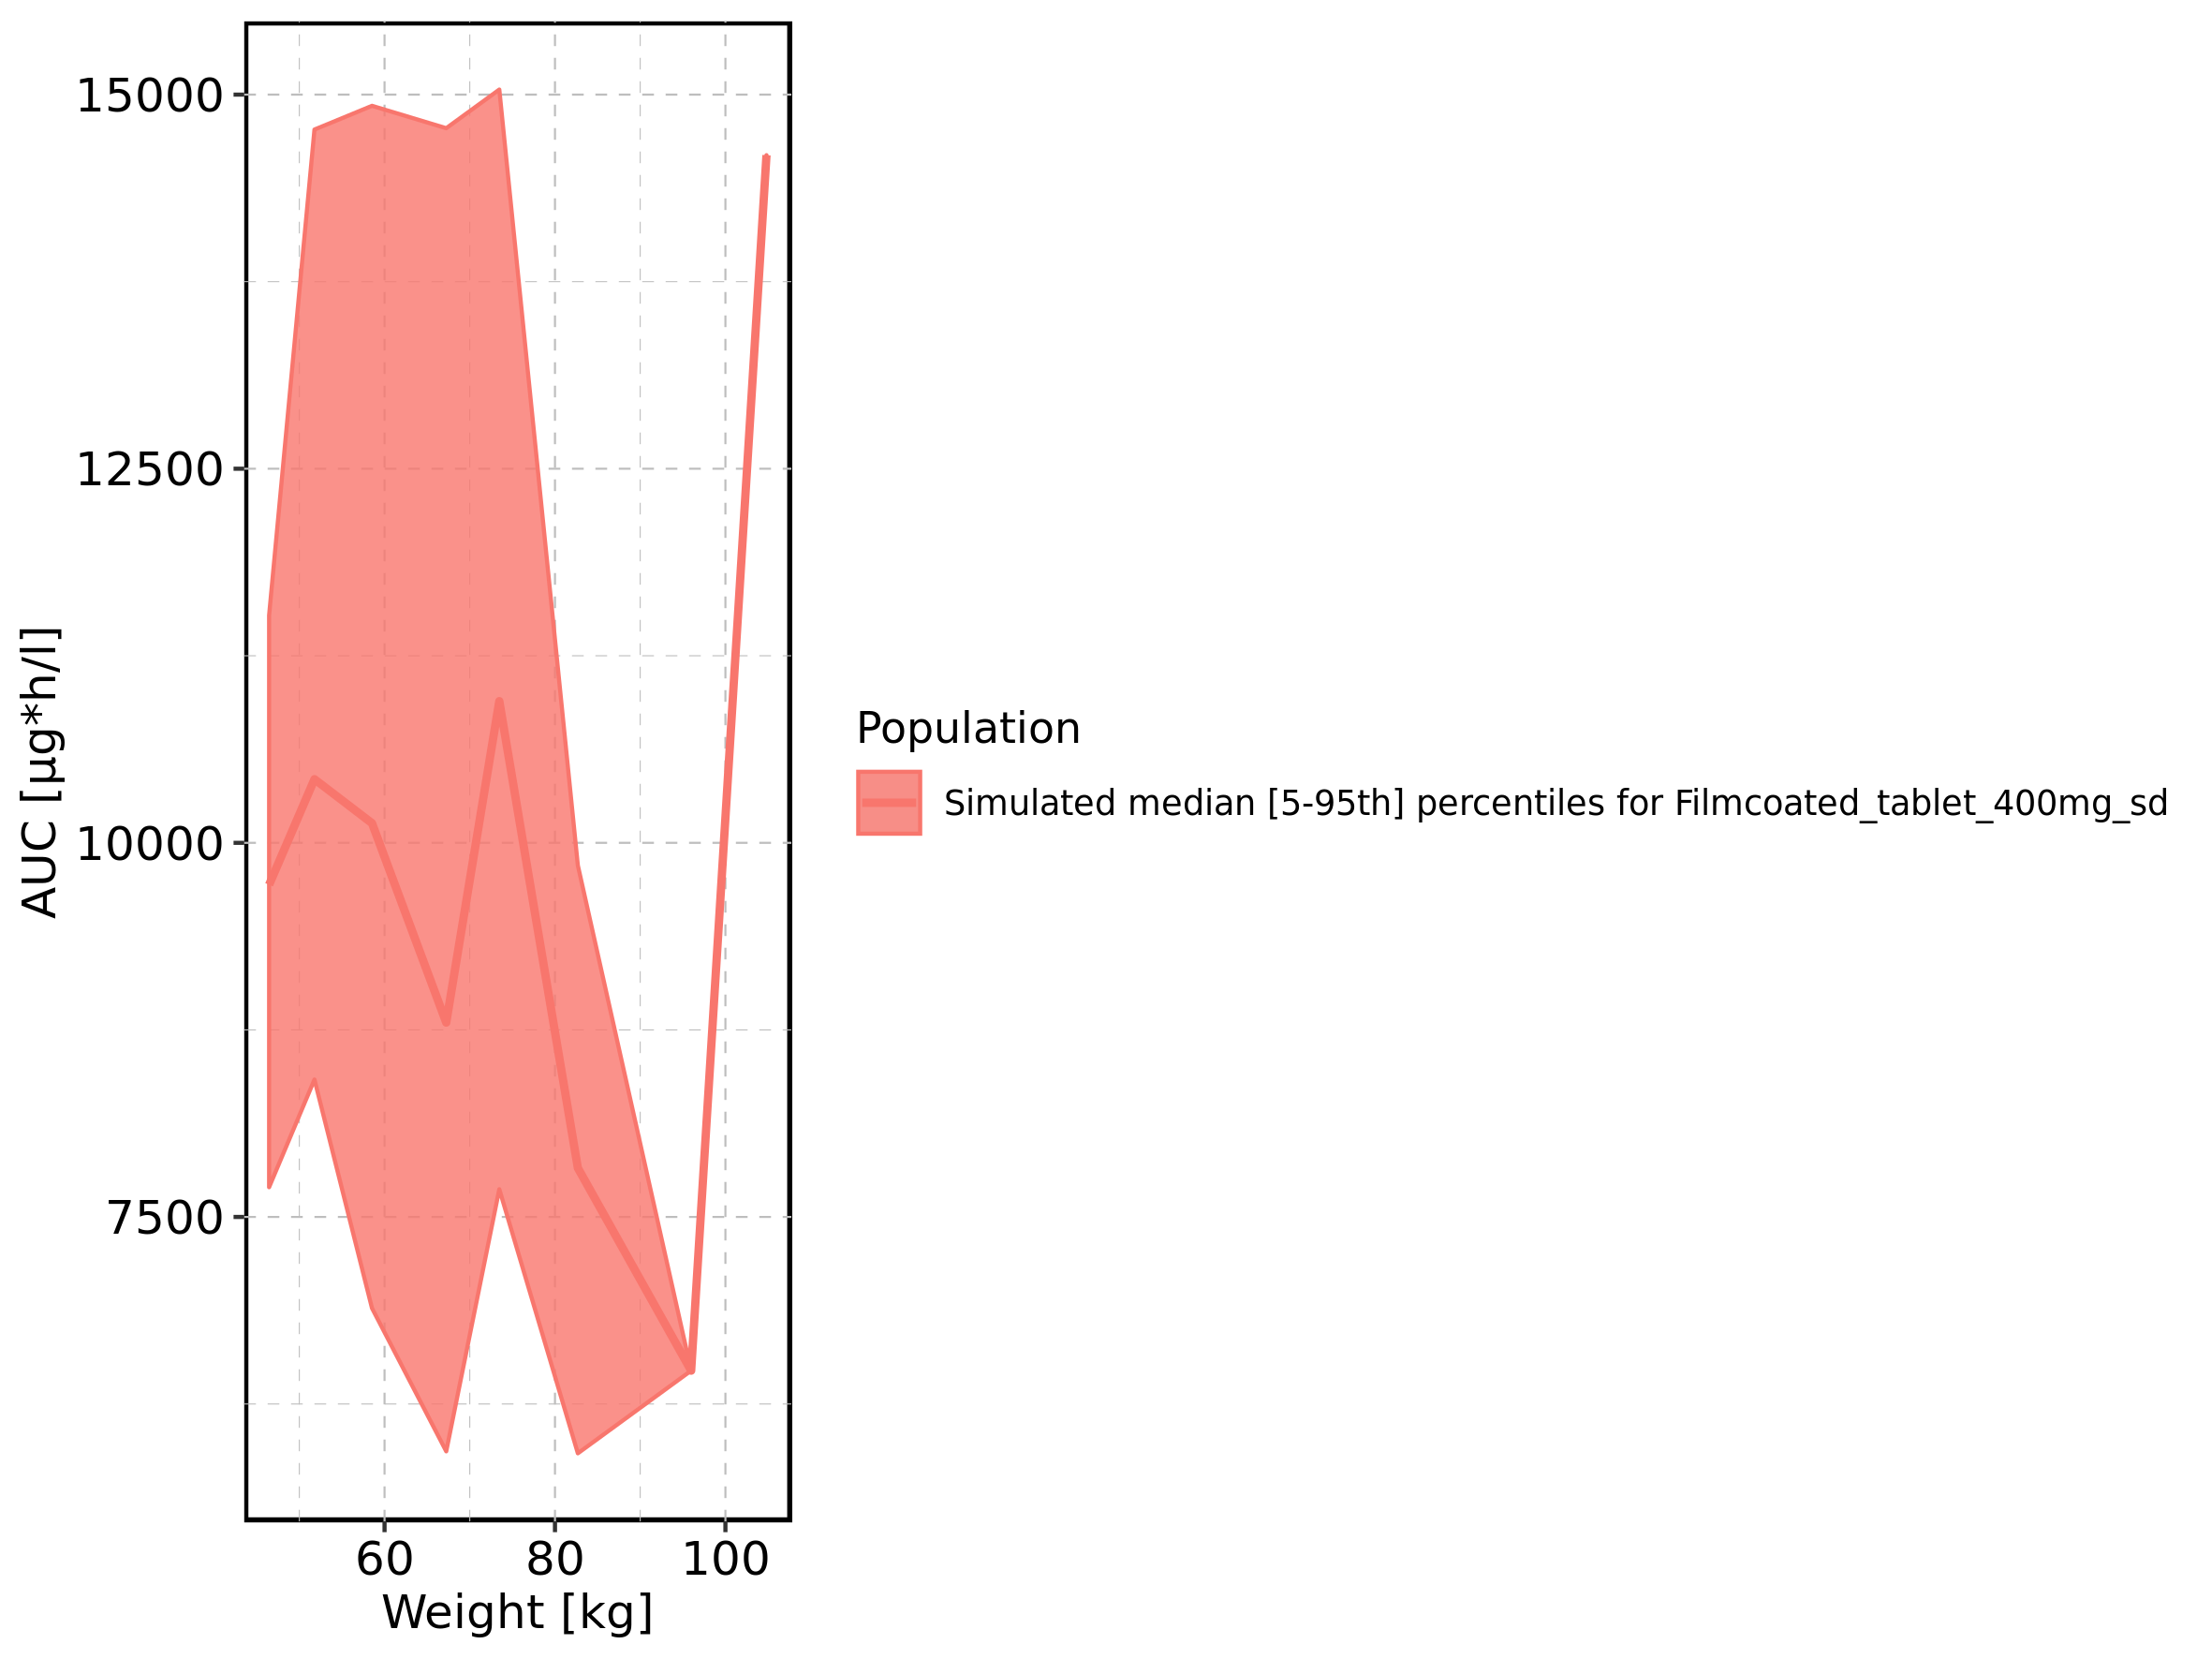 15000
12500
10000
7500
AUC [µg*h/l]
60 80 100
Weight [kg]
Population
Simulated median [5-95th] percentiles for Filmcoated_tablet_400mg_sd